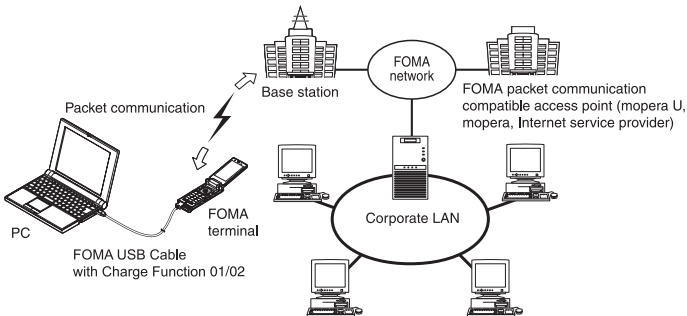 FOMA
network
Base station
FOMA packet communication
compatible access point (mopera U,
mopera, Internet service provider)
Packet communication
PC
FOMA
terminal
FOMA USB Cable
with Charge Function 01/02
Corporate LAN